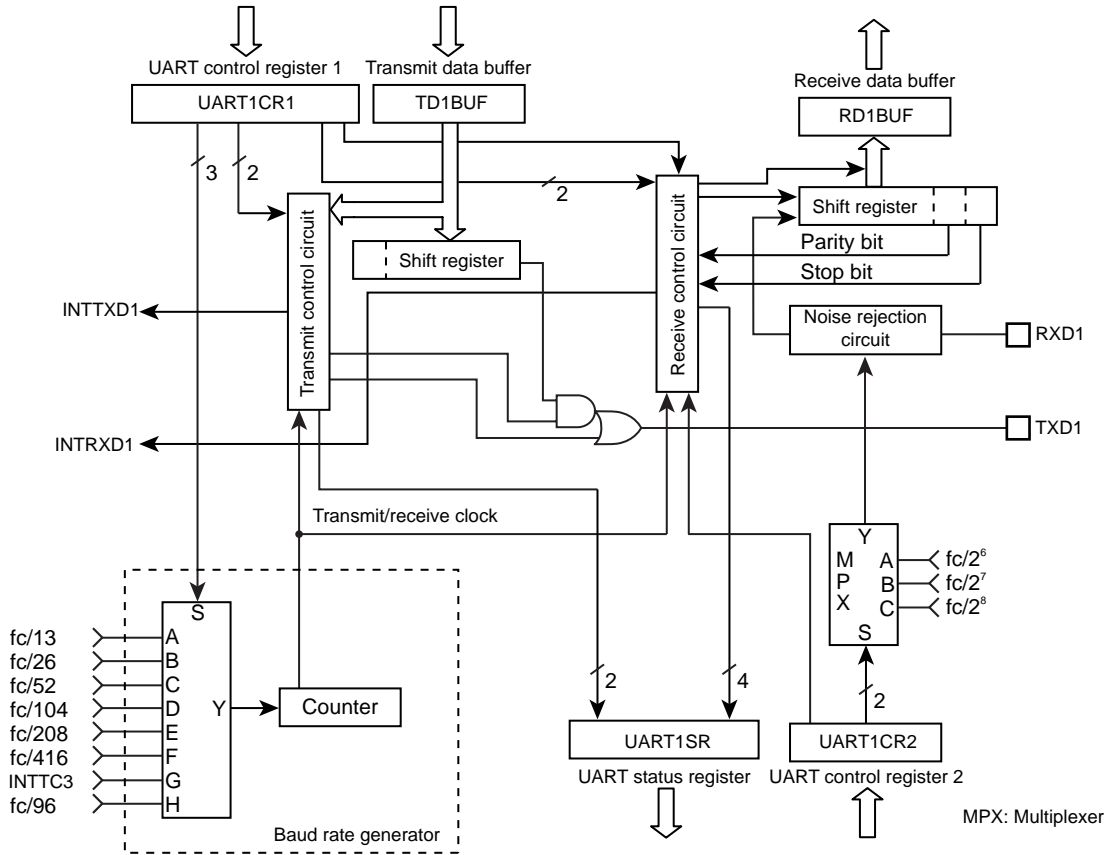 UART control register 1
Transmit data buffer
Receive data buffer
UART1CR1
TD1BUF
RD1BUF
3
2
2
Transmit control circuit
Receive control circuit
Shift register
Shift register
Parity bit
Stop bit
INTTXD1
Noise rejection
circuit
RXD1
INTRXD1
TXD1
Transmit/receive clock
Y
M
P
X
A
B
C
S
fc/2⁶
fc/2⁷
fc/2⁸
S
fc/13
A
fc/26
B
fc/52
C
fc/104
D
Y
Counter
fc/208
E
fc/416
F
INTTC3
G
fc/96
H
2
4
2
UART1SR
UART1CR2
UART status register
UART control register 2
Baud rate generator
MPX: Multiplexer